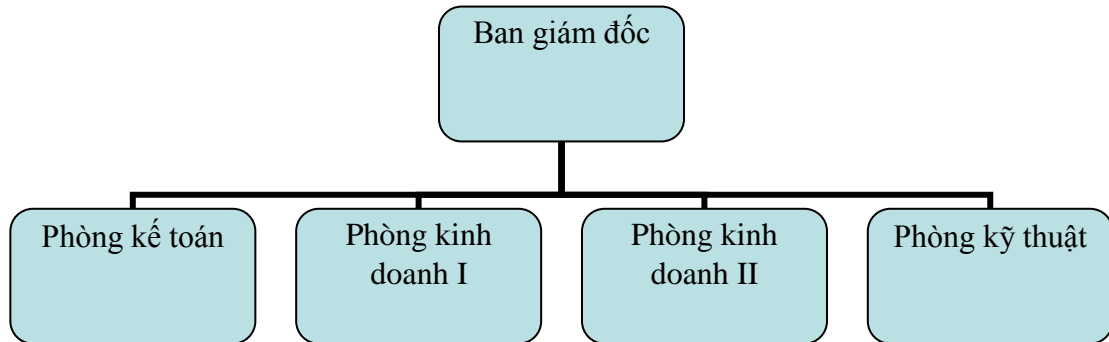 Ban giám đốc
Phòng kế toán
Phòng kinh
doanh I
Phòng kinh
doanh II
Phòng kỹ thuật